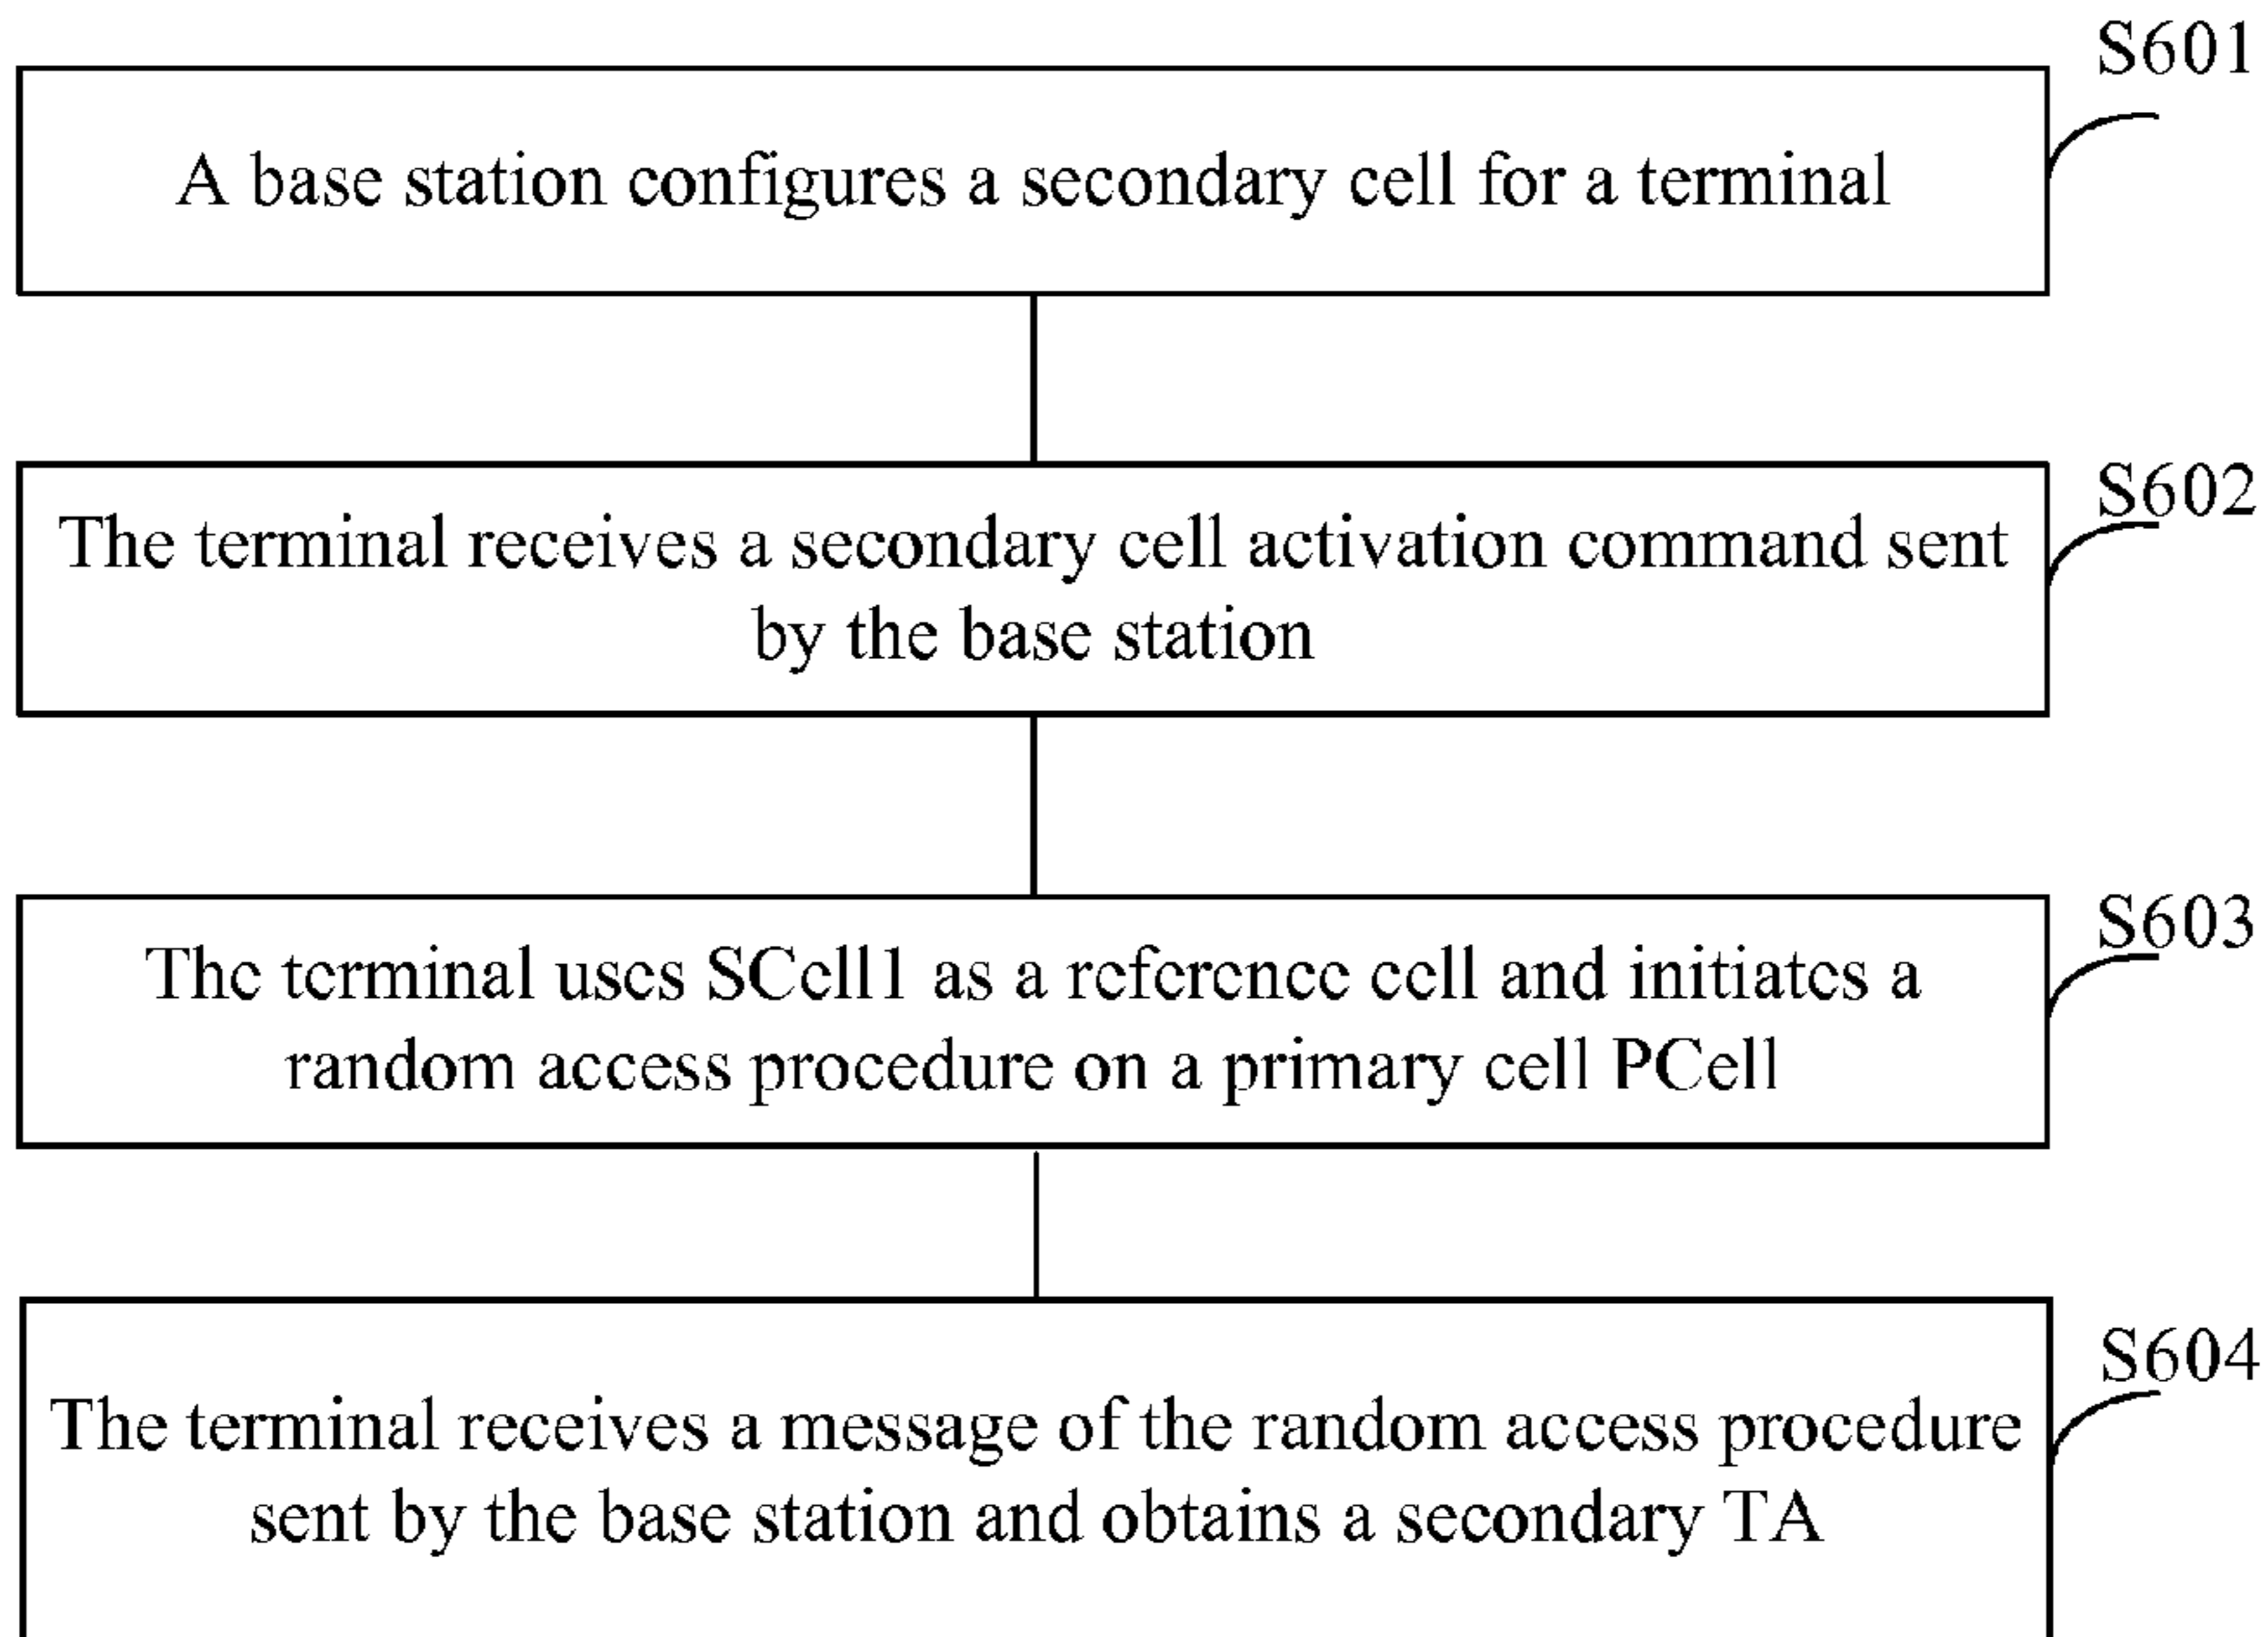 S601
A base station configures a secondary cell for a terminal
S602
The terminal receives a secondary cell activation command sent
by the base station
S603
The terminal uses SCell1 as a reference cell and initiates a
random access procedure on a primary cell PCell
S604
The terminal receives a message of the random access procedure
sent by the base station and obtains a secondary TA